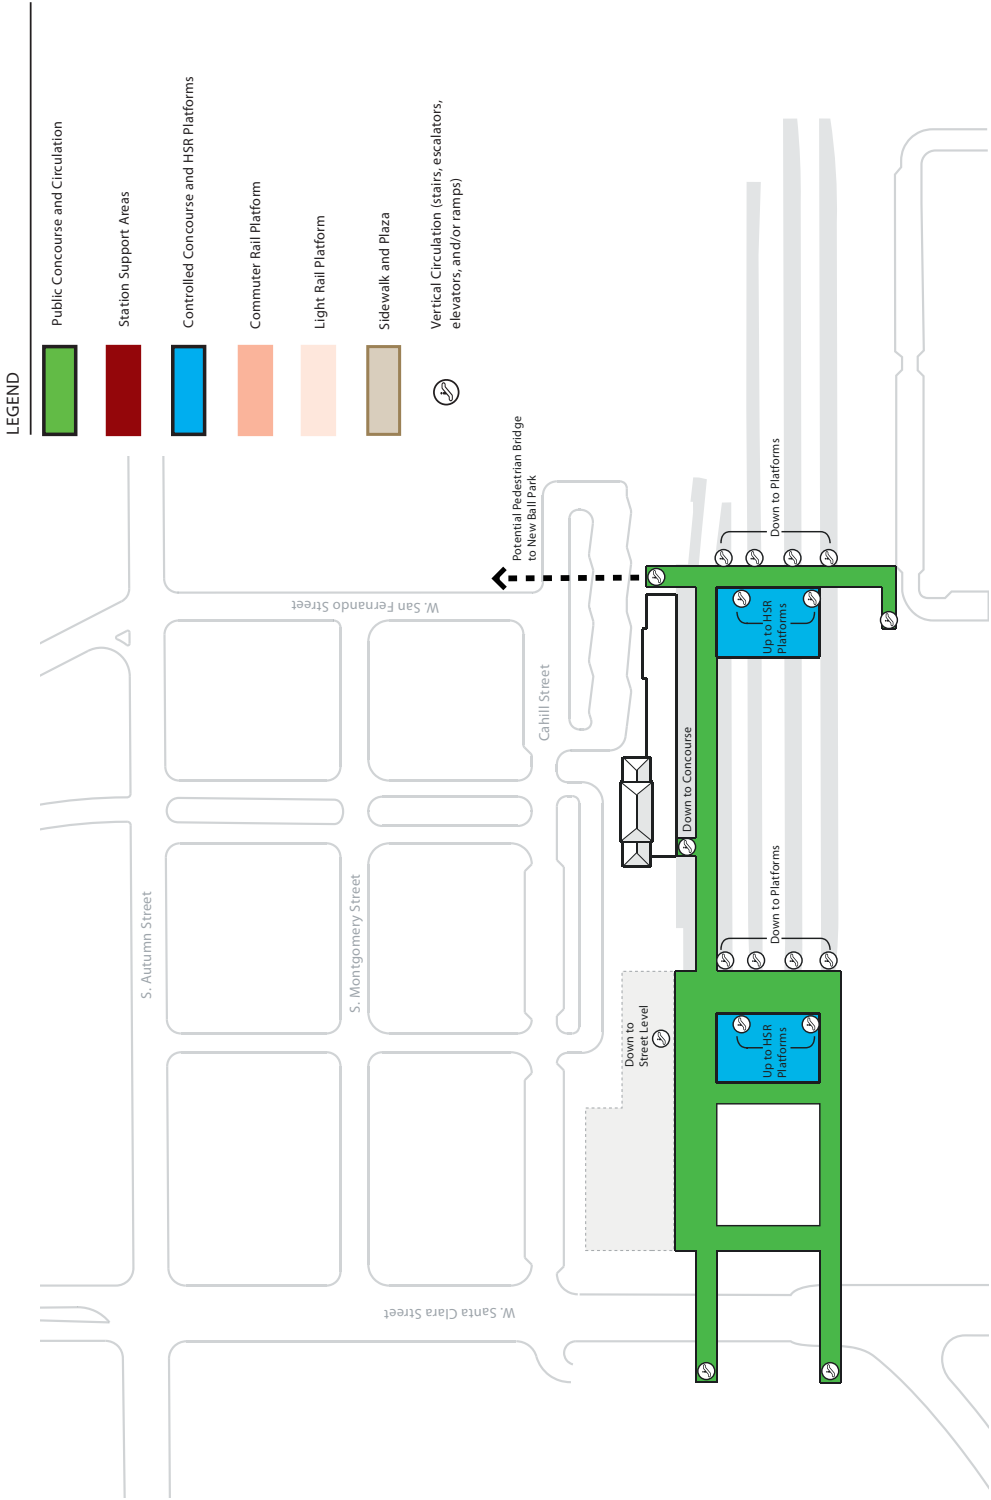 LEGEND
Public Concourse and Circulation
Station Support Areas
Controlled Concourse and HSR Platforms
Commuter Rail Platform
Light Rail Platform
Sidewalk and Plaza
Vertical Circulation (stairs, escalators,
elevators, and/or ramps)
Potential Pedestrian Bridge
to New Ball Park
W. San Fernando Street
Cahill Street
S. Autumn Street
S. Montgomery Street
W. Santa Clara Street
Down to Platforms
Up to HSR
Platforms
Down to Concourse
Down to Platforms
Down to
Street Level
Up to HSR
Platforms